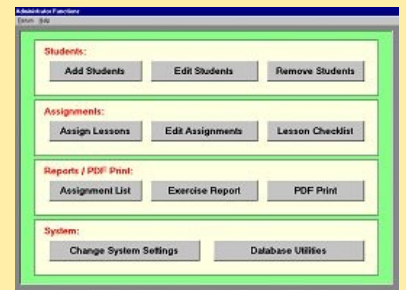 Administrator Functions
Return Help
Students:
Add Students Edit Students Remove Students
Assignments:
Assign Lessons Edit Assignments Lesson Checklist
Reports / PDF Print:
Assignment List Exercise Report PDF Print
System:
Change System Settings Database Utilities